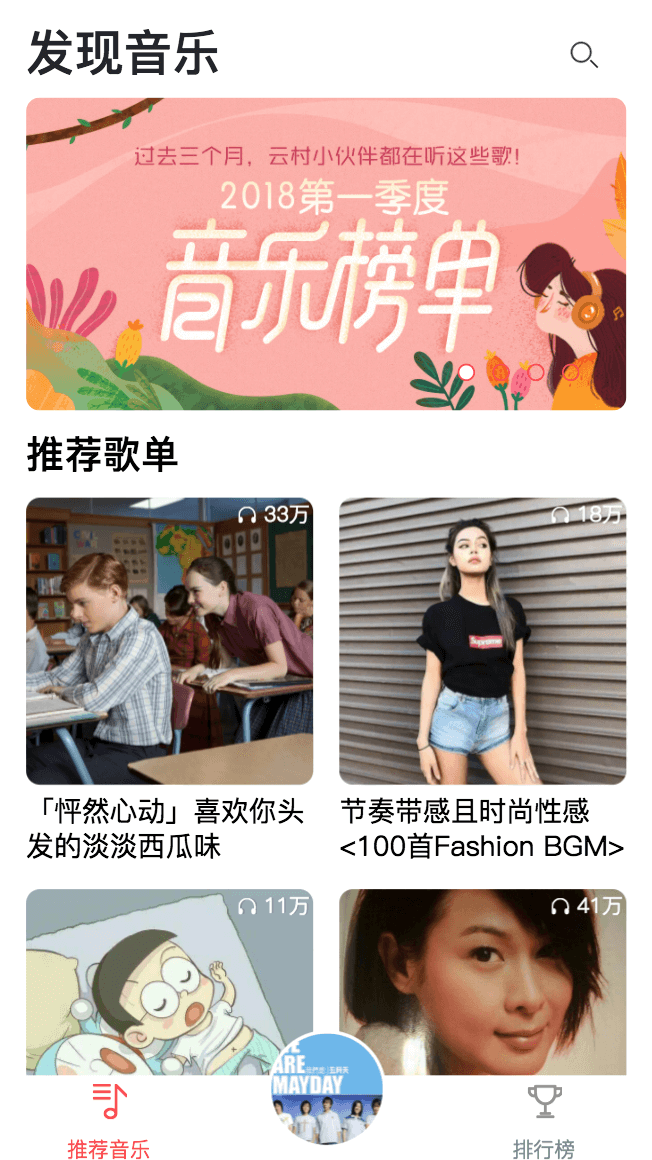 发现音乐
过去三个月，云村小伙伴都在听这些歌！
2018第一季度
音乐榜单
推荐歌单
33万
18万
Supreme
「怦然心动」喜欢你头
发的淡淡西瓜味
节奏带感且时尚性感
<100首Fashion BGM>
11万
41万
ARE
MAYDAY
五月天
推荐音乐
排行榜